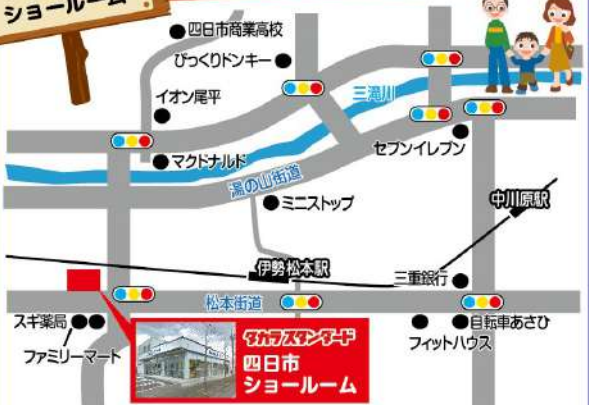 ショールーム
四日市商業高校
びっくりドンキー
イオン尾平
三滝川
マクドナルド
セブンイレブン
湯の山街道
ミニストップ
中川原駅
伊勢松本駅
三重銀行
松本街道
スギ薬局
自転車あさひ
ファミリーマート
フィットハウス
タカラスタンダード
四日市
ショールーム